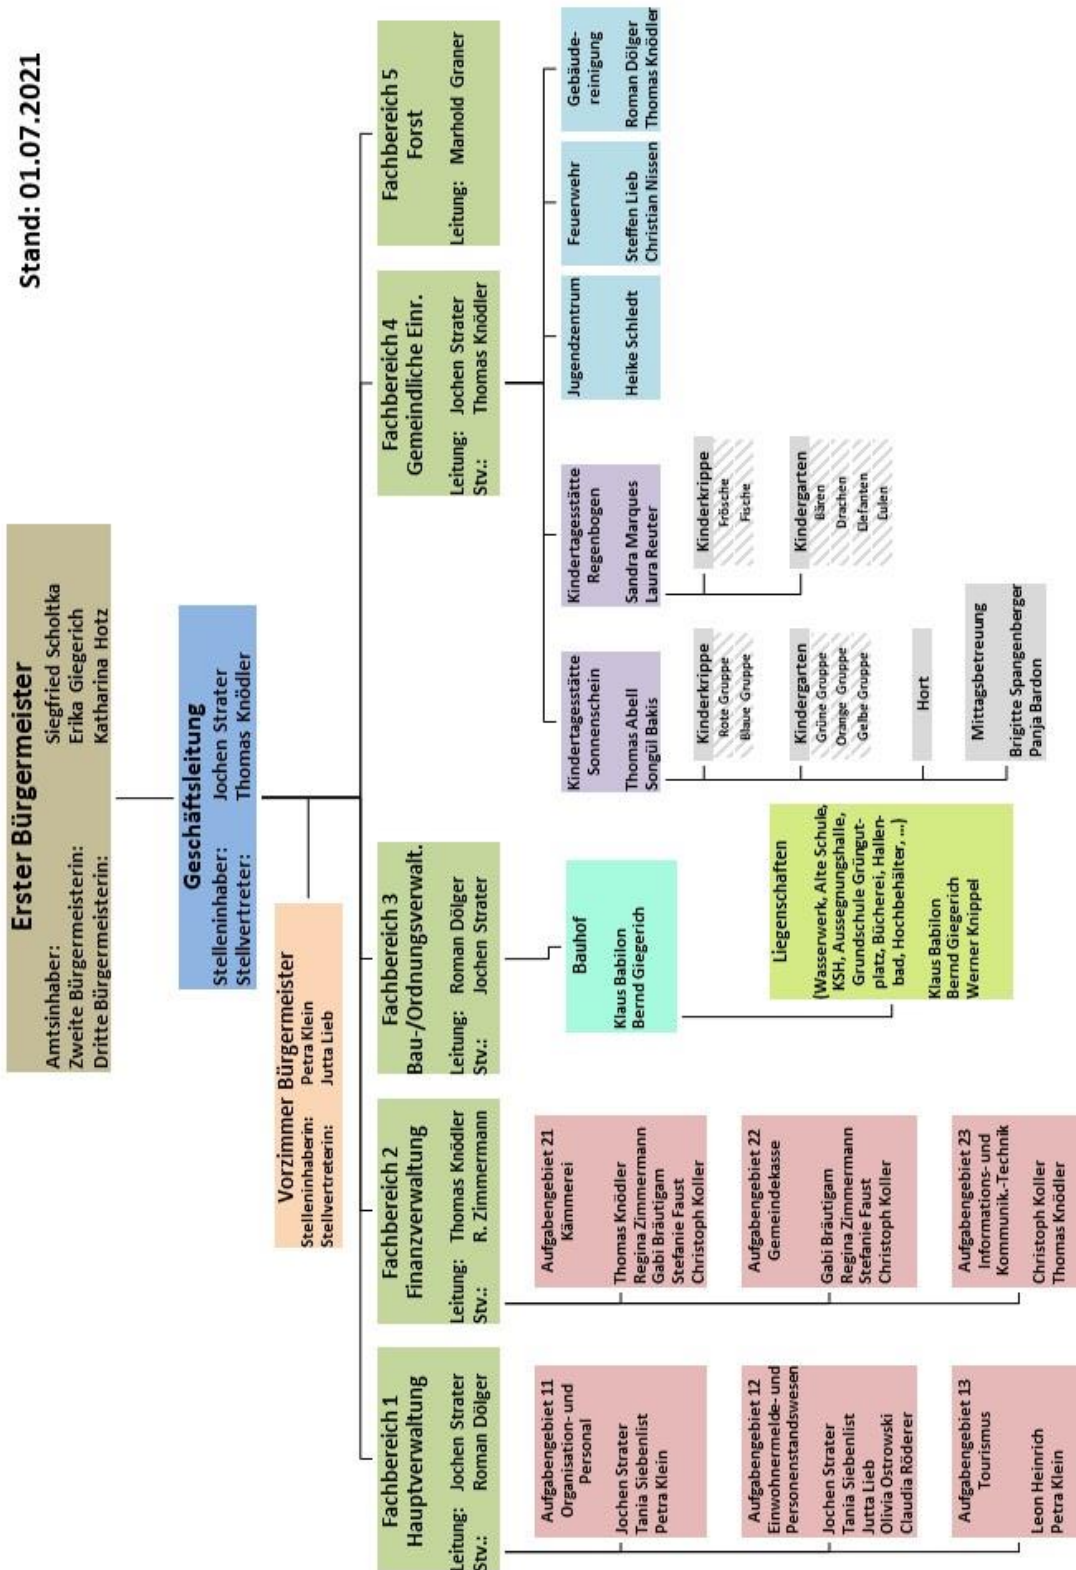 Stand: 01.07.2021
Erster Bürgermeister
Amtsinhaber: Siegfried Scholtka
Zweite Bürgermeisterin: Erika Giegerich
Dritte Bürgermeisterin: Katharina Hotz
Geschäftsleitung
Stelleninhaber: Jochen Strater
Stellvertreter: Thomas Knödler
Vorzimmer Bürgermeister
Stelleninhaberin: Petra Klein
Stellvertreterin: Jutta Lieb
Fachbereich 1
Hauptverwaltung
Leitung: Jochen Strater
Stv.: Roman Dölger
Aufgabengebiet 11
Organisation- und
Personal
Jochen Strater
Tania Siebenlist
Petra Klein
Aufgabengebiet 12
Einwohnermelde- und
Personenstandswesen
Jochen Strater
Tania Siebenlist
Jutta Lieb
Olivia Ostrowski
Claudia Röderer
Aufgabengebiet 13
Tourismus
Leon Heinrich
Petra Klein
Fachbereich 2
Finanzverwaltung
Leitung: Thomas Knödler
Stv.: R. Zimmermann
Aufgabengebiet 21
Kämmerei
Thomas Knödler
Regina Zimmermann
Gabi Bräutigam
Stefanie Faust
Christoph Koller
Aufgabengebiet 22
Gemeindekasse
Gabi Bräutigam
Regina Zimmermann
Stefanie Faust
Christoph Koller
Aufgabengebiet 23
Informations- und
Kommunik.-Technik
Christoph Koller
Thomas Knödler
Fachbereich 3
Bau-/Ordnungsverwalt.
Leitung: Roman Dölger
Stv.: Jochen Strater
Bauhof
Klaus Babilon
Bernd Giegerich
Liegenschaften
(Wasserwerk, Alte Schule,
KSH, Aussegnungshalle,
Grundschule Grüngut-
platz, Bücherei, Hallen-
bad, Hochbehälter, ...)
Klaus Babilon
Bernd Giegerich
Werner Knippel
Fachbereich 4
Gemeindliche Einr.
Leitung: Jochen Strater
Stv.: Thomas Knödler
Kindertagesstätte
Sonnenschein
Thomas Abell
Songül Bakis
Kinderkrippe
Rote Gruppe
Blaue Gruppe
Kindergarten
Grüne Gruppe
Orange Gruppe
Gelbe Gruppe
Hort
Mittagsbetreuung
Brigitte Spangenberger
Panja Bardon
Kindertagesstätte
Regenbogen
Sandra Marques
Laura Reuter
Kinderkrippe
Frösche
Fische
Kindergarten
Bären
Drachen
Elefanten
Eulen
Jugendzentrum
Heike Schledt
Feuerwehr
Steffen Lieb
Christian Nissen
Gebäude-
reinigung
Roman Dölger
Thomas Knödler
Fachbereich 5
Forst
Leitung: Marhold Graner